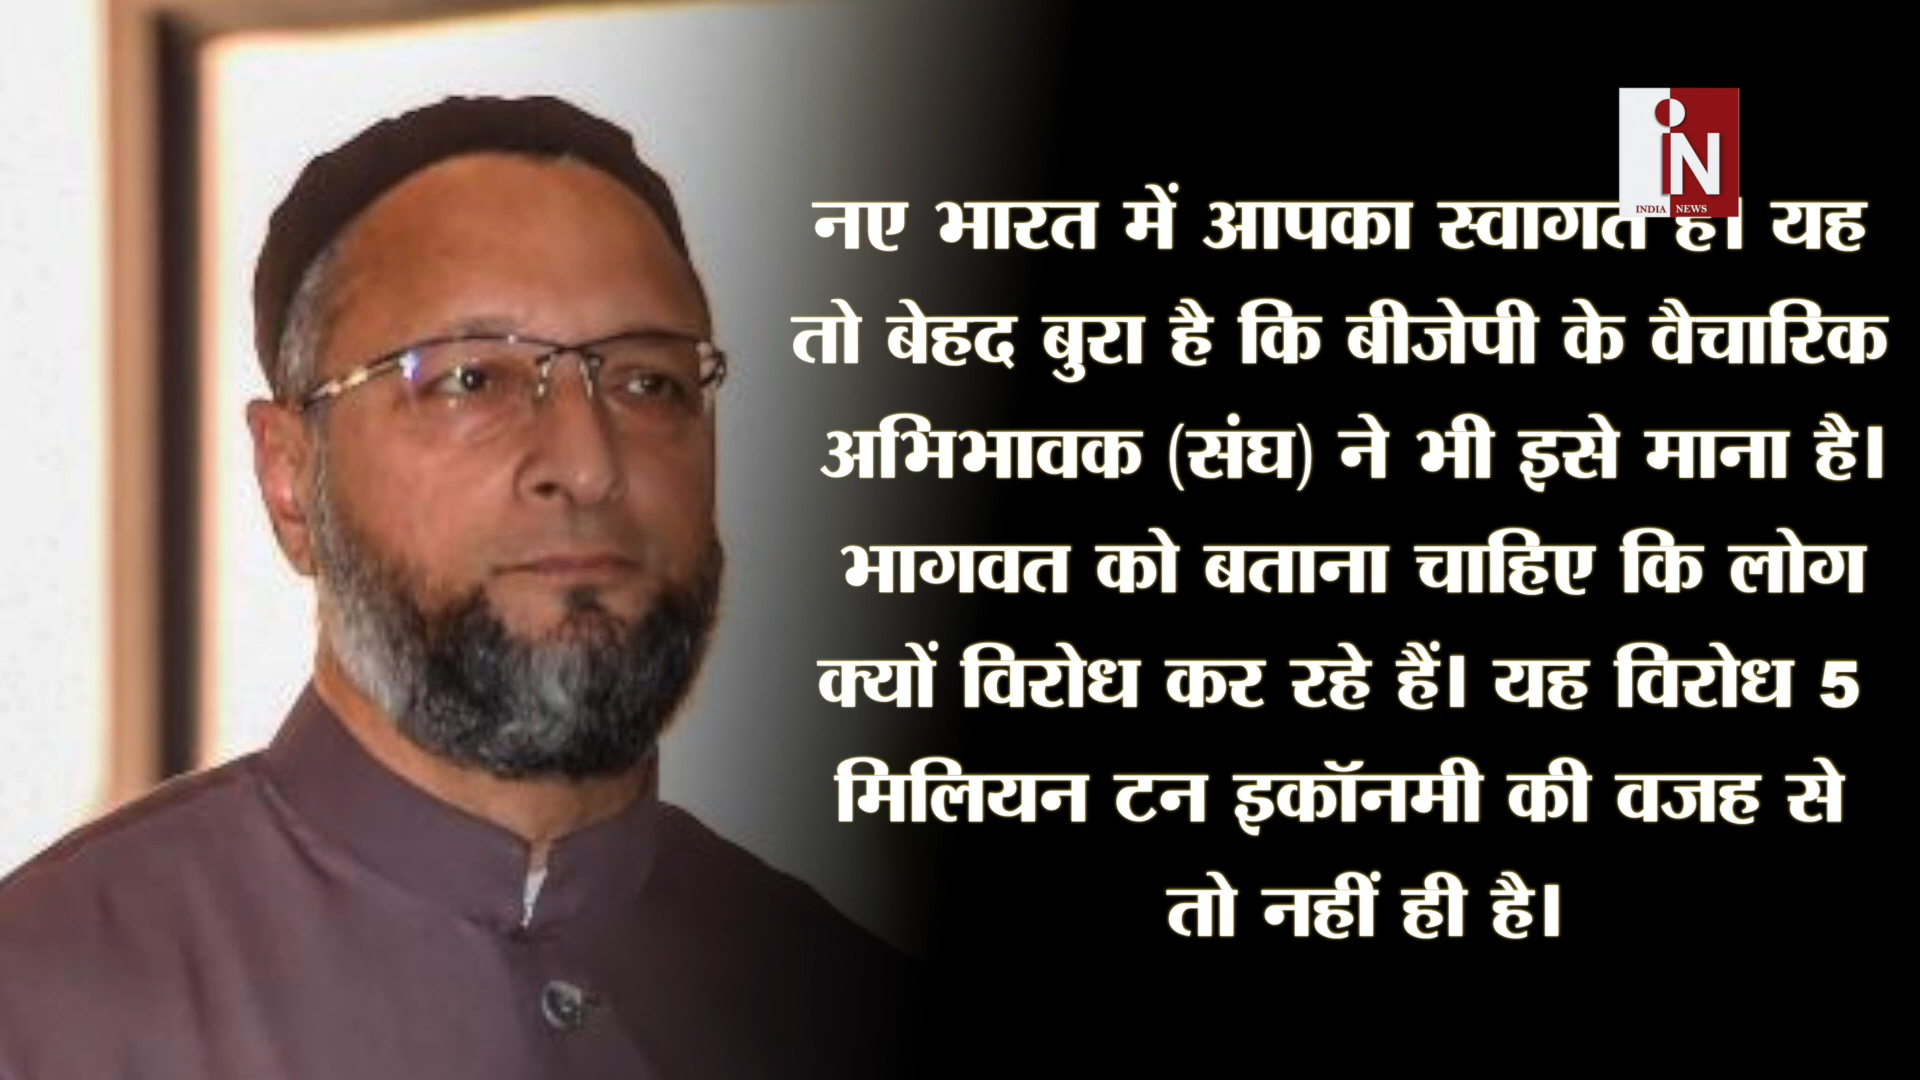 IN
INDIA NEWS
नए भारत में आपका स्वागत है। यह
तो बेहद बुरा है कि बीजेपी के वैचारिक
अभिभावक (संघ) ने भी इसे माना है।
भागवत को बताना चाहिए कि लोग
क्यों विरोध कर रहे हैं। यह विरोध 5
मिलियन टन इकॉनमी की वजह से
तो नहीं ही है।